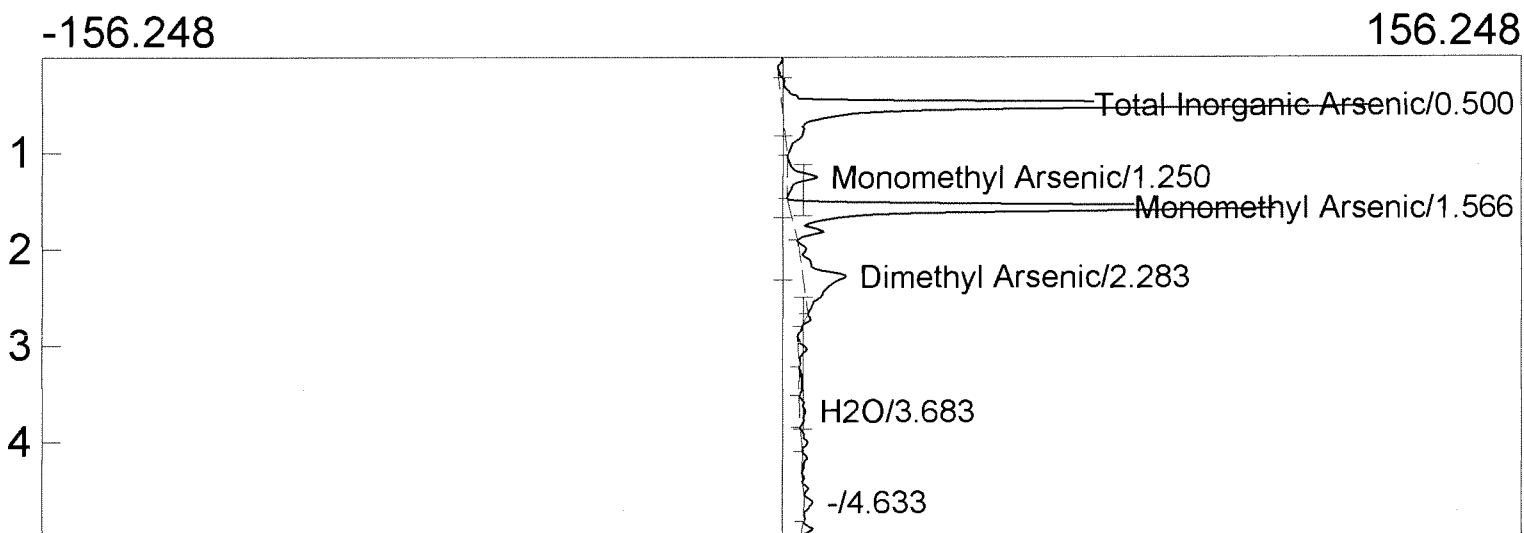 -156.248 156.248
Total Inorganic Arsenic/0.500
1
Monomethyl Arsenic/1.250
Monomethyl Arsenic/1.566
2
Dimethyl Arsenic/2.283
3
H2O/3.683
4
-/4.633